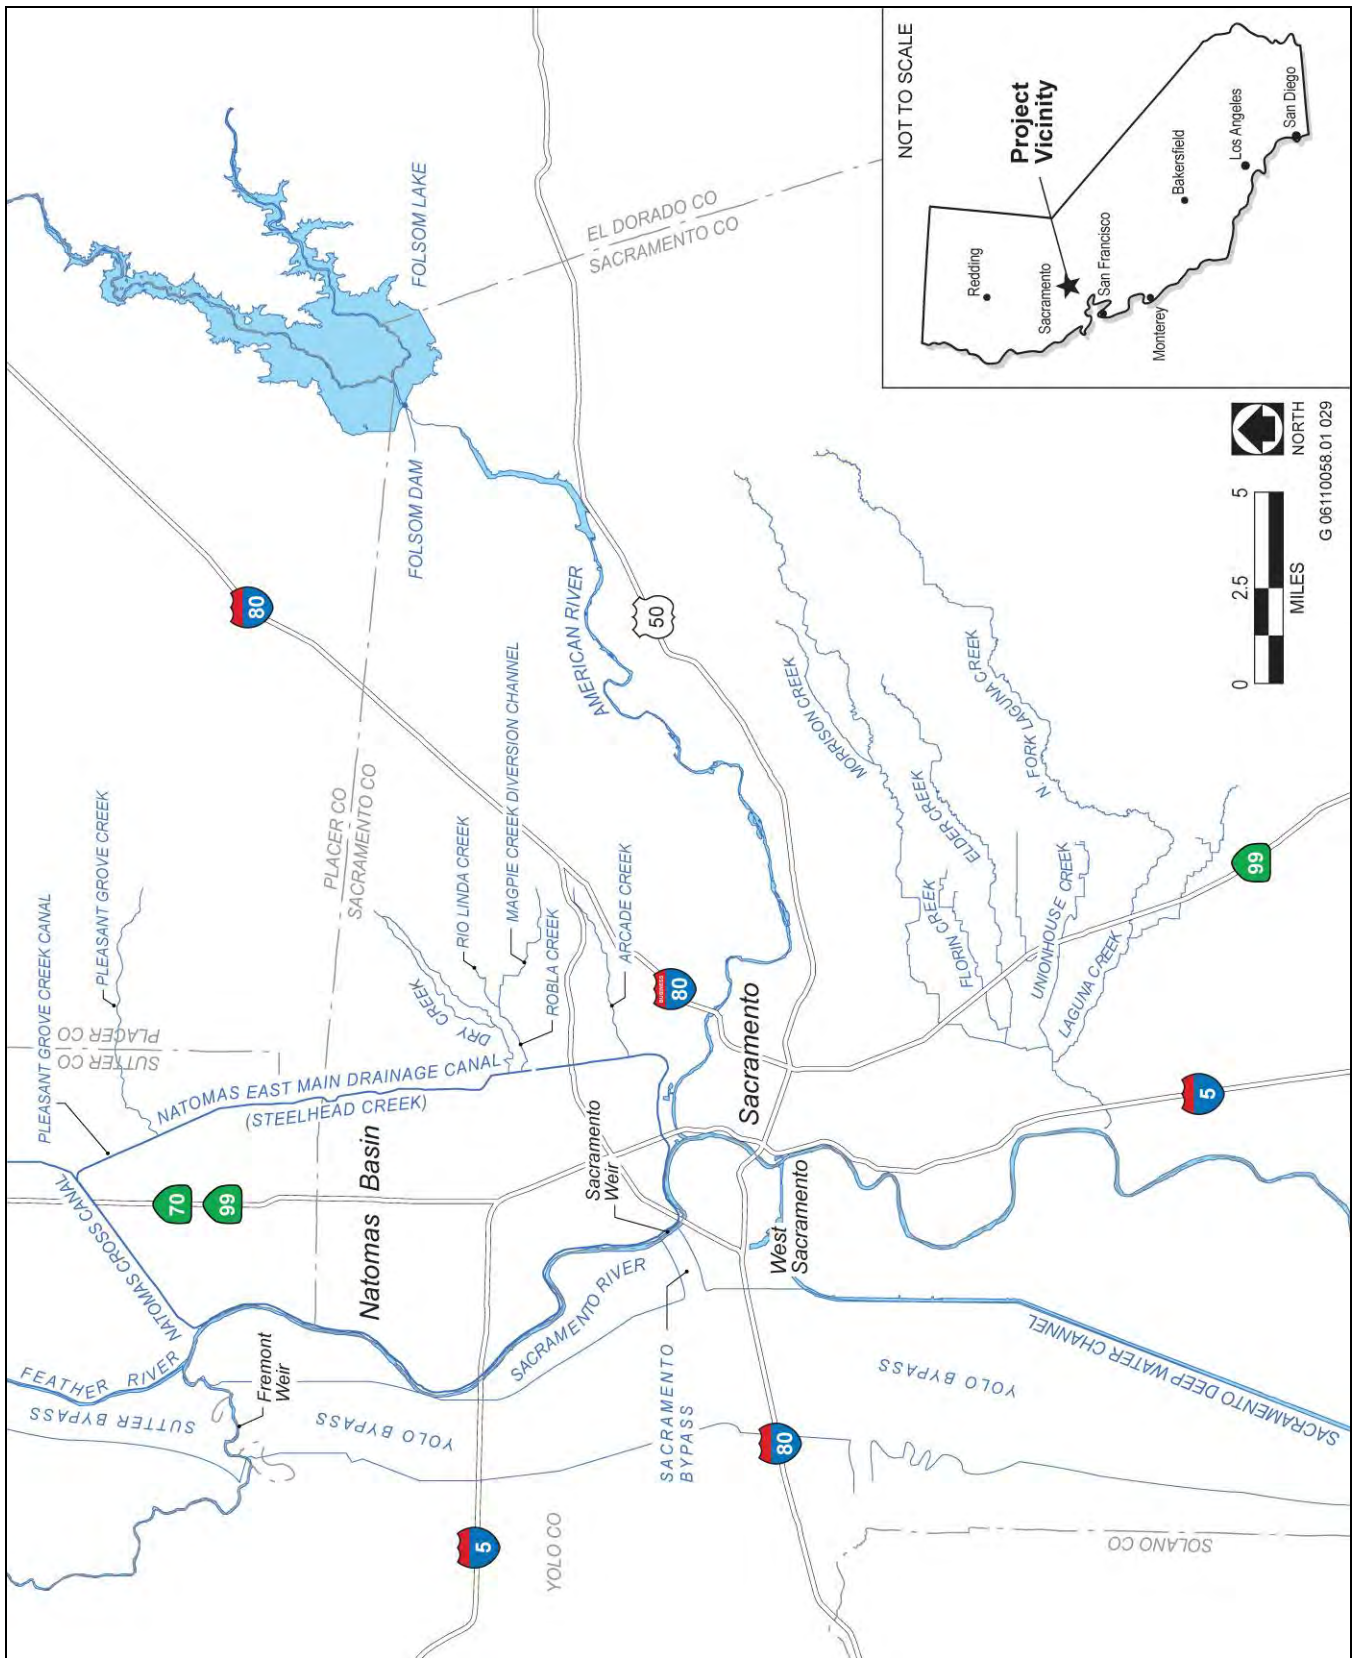 PLEASANT GROVE CREEK CANAL
PLEASANT GROVE CREEK
SUTTER CO
PLACER CO
NATOMAS CROSS CANAL
70
99
NATOMAS EAST MAIN DRAINAGE CANAL
(STEELHEAD CREEK)
FEATHER RIVER
SUTTER BYPASS
Fremont
Weir
YOLO BYPASS
Natomas Basin
PLACER CO
SACRAMENTO CO
DRY CREEK
RIO LINDA CREEK
MAGPIE CREEK DIVERSION CHANNEL
ROBLA CREEK
ARCADE CREEK
80
FOLSOM DAM
FOLSOM LAKE
EL DORADO CO
SACRAMENTO CO
AMERICAN RIVER
50
BUSINESS
80
5
YOLO CO
SACRAMENTO RIVER
Sacramento
Weir
SACRAMENTO
BYPASS
Sacramento
West
Sacramento
80
YOLO BYPASS
SACRAMENTO DEEP WATER CHANNEL
SOLANO CO
MORRISON CREEK
ELDER CREEK
FLORIN CREEK
UNIONHOUSE CREEK
N. FORK LAGUNA CREEK
LAGUNA CREEK
5
99
NOT TO SCALE
Project
Vicinity
Redding
Sacramento
San Francisco
Monterey
Bakersfield
Los Angeles
San Diego
0 2.5 5
MILES
NORTH
G 06110058.01 029